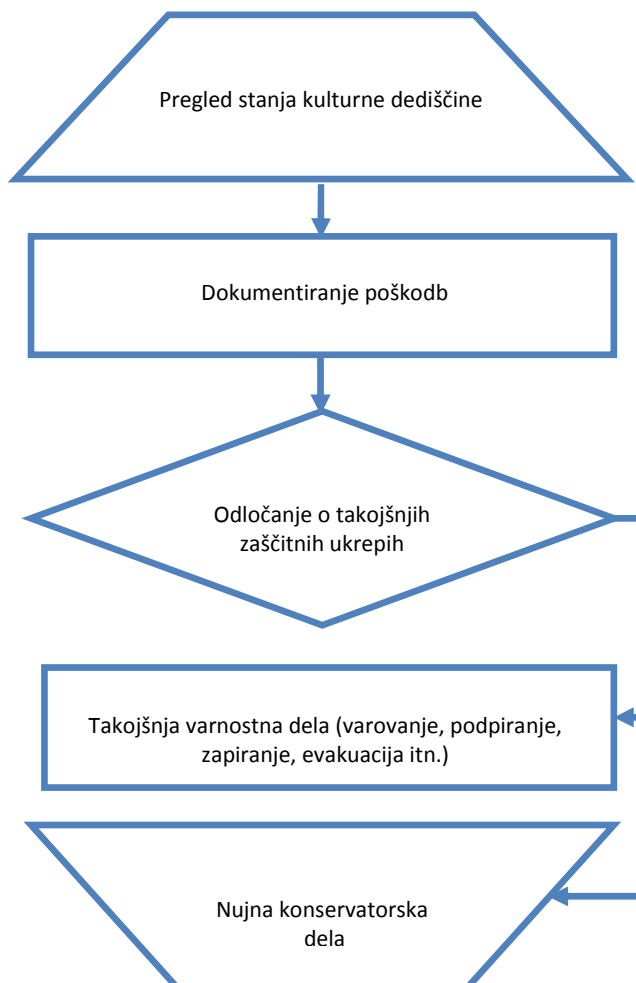 Pregled stanja kulturne dediščine
Dokumentiranje poškodb
Odločanje o takojšnjih
zaščitnih ukrepih
Takojšnja varnostna dela (varovanje, podpiranje,
zapiranje, evakuacija itn.)
Nujna konservatorska
dela